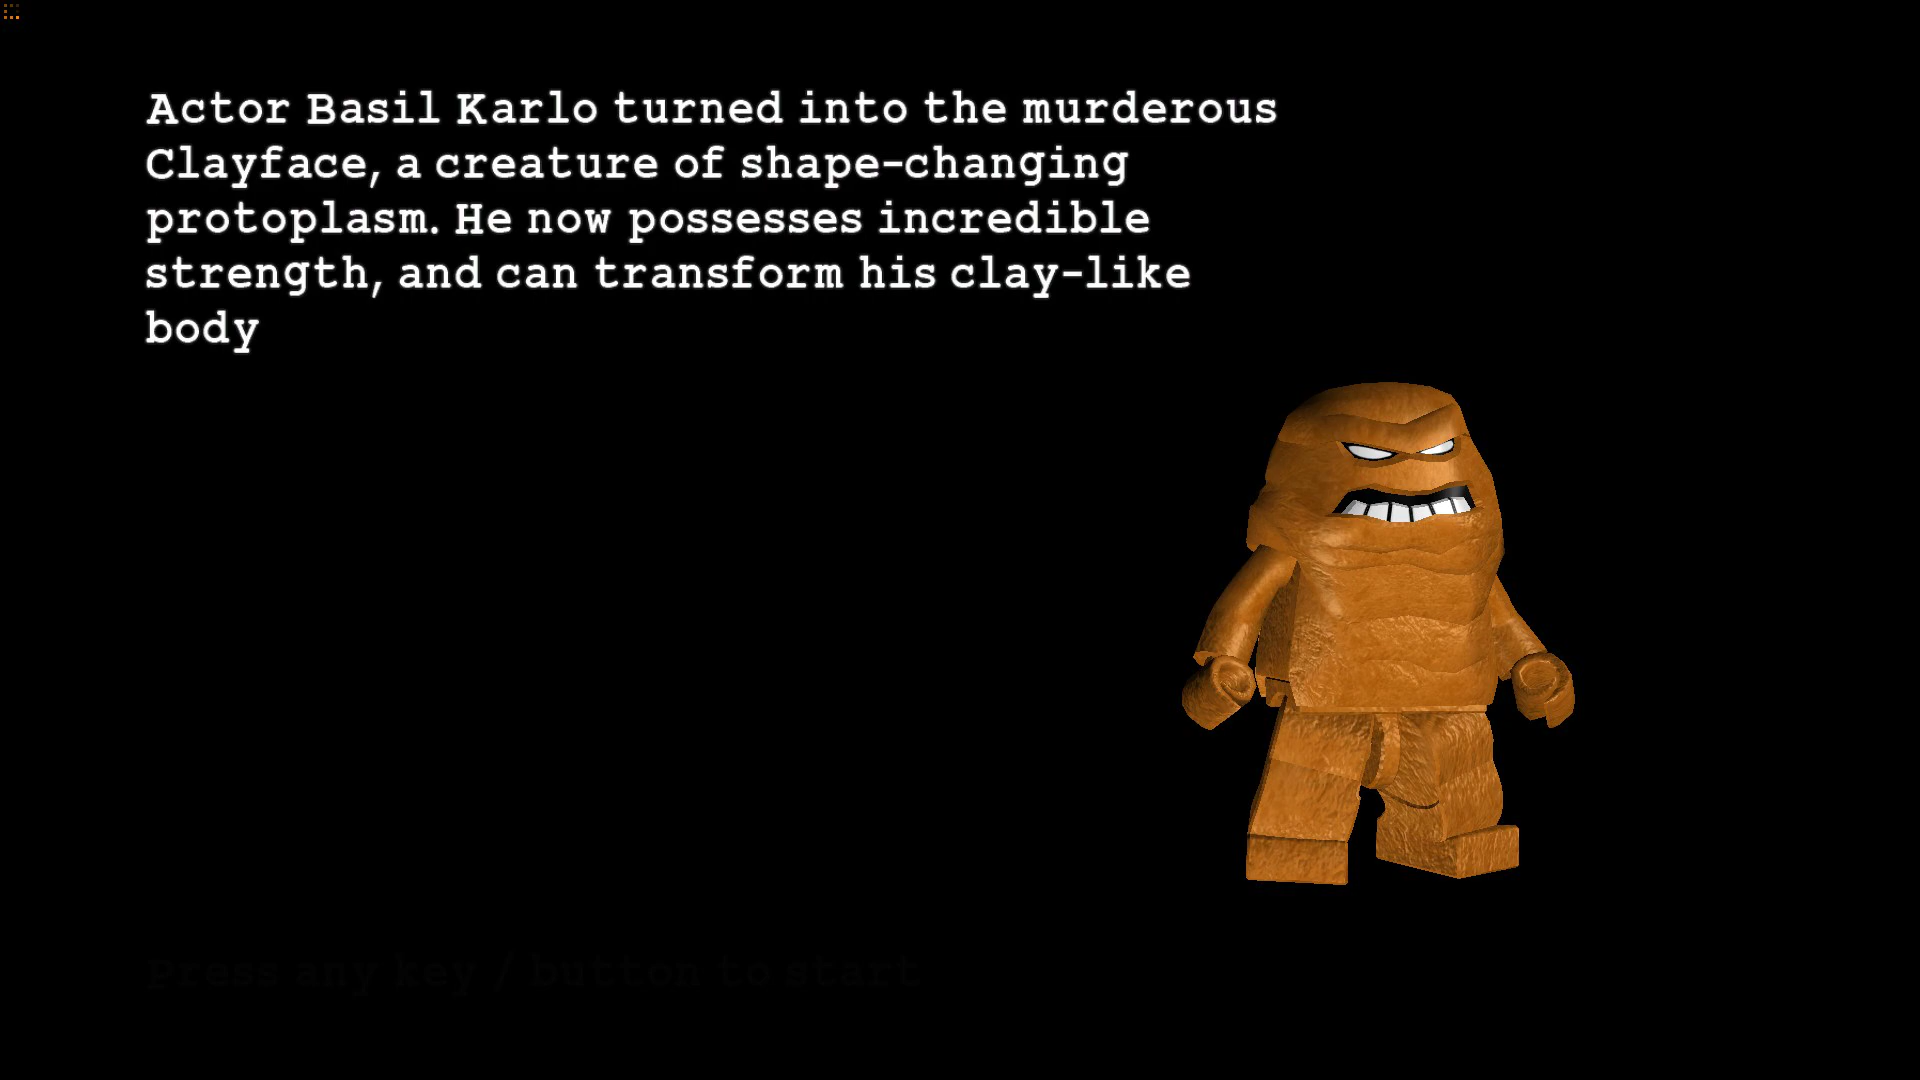 Actor Basil Karlo turned into the murderous
Clayface, a creature of shape-changing
protoplasm. He now possesses incredible
strength, and can transform his clay-like
body
Press any key / button to start